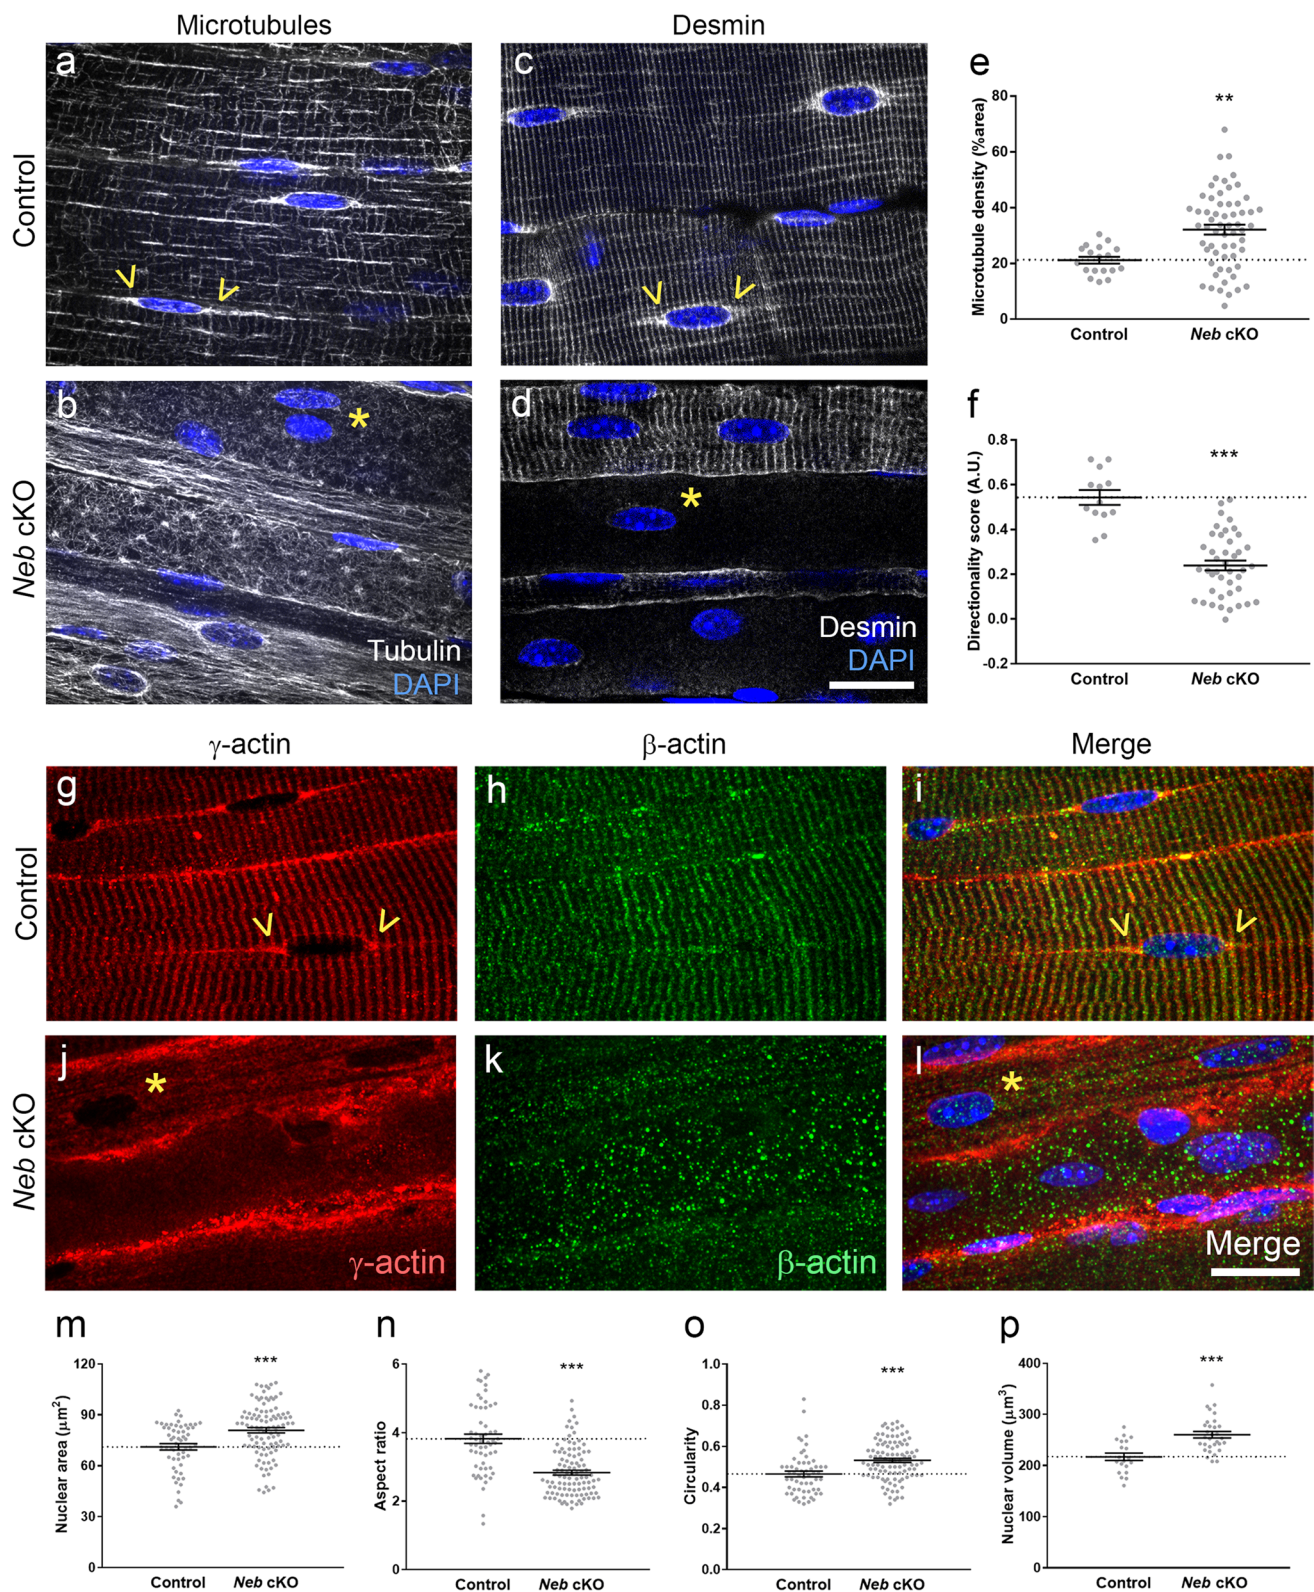 Microtubules
Desmin
a
c
e
Control
80
60
40
20
0
Microtubule density (%area)
**
Control
Neb cKO
b
d
f
Neb cKO
*
*
Tubulin
DAPI
Desmin
DAPI
0.8
0.6
0.4
0.2
0.0
-0.2
Directionality score (A.U.)
***
Control
Neb cKO
γ-actin
β-actin
Merge
g
h
i
Control
j
k
l
Neb cKO
*
*
γ-actin
β-actin
Merge
m
n
o
p
120
90
60
30
0
Nuclear area (μm²)
***
Control
Neb cKO
6
4
2
0
Aspect ratio
***
Control
Neb cKO
1.0
0.8
0.6
0.4
0.2
0.0
Circularity
***
Control
Neb cKO
400
300
200
100
0
Nuclear volume (μm³)
***
Control
Neb cKO